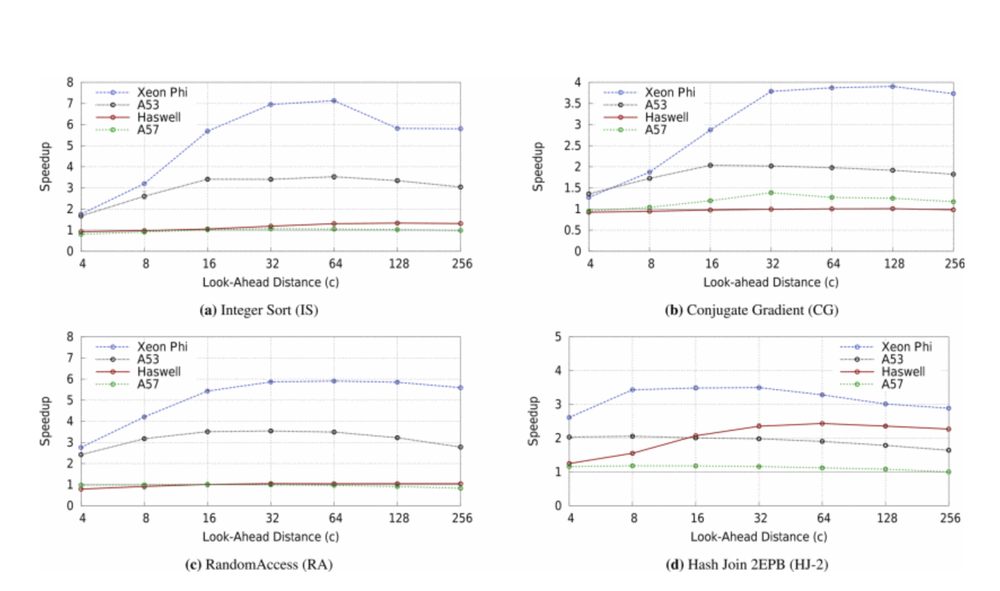 8
7
6
5
4
3
2
1
0
Speedup
Xeon Phi
A53
Haswell
A57
4 8 16 32 64 128 256
Look-Ahead Distance (c)
(a) Integer Sort (IS)
4
3.5
3
2.5
2
1.5
1
0.5
0
Speedup
Xeon Phi
A53
Haswell
A57
4 8 16 32 64 128 256
Look-ahead Distance (c)
(b) Conjugate Gradient (CG)
8
7
6
5
4
3
2
1
0
Speedup
Xeon Phi
A53
Haswell
A57
4 8 16 32 64 128 256
Look-Ahead Distance (c)
(c) RandomAccess (RA)
5
4
3
2
1
0
Speedup
Xeon Phi
A53
Haswell
A57
4 8 16 32 64 128 256
Look-Ahead Distance (c)
(d) Hash Join 2EPB (HJ-2)